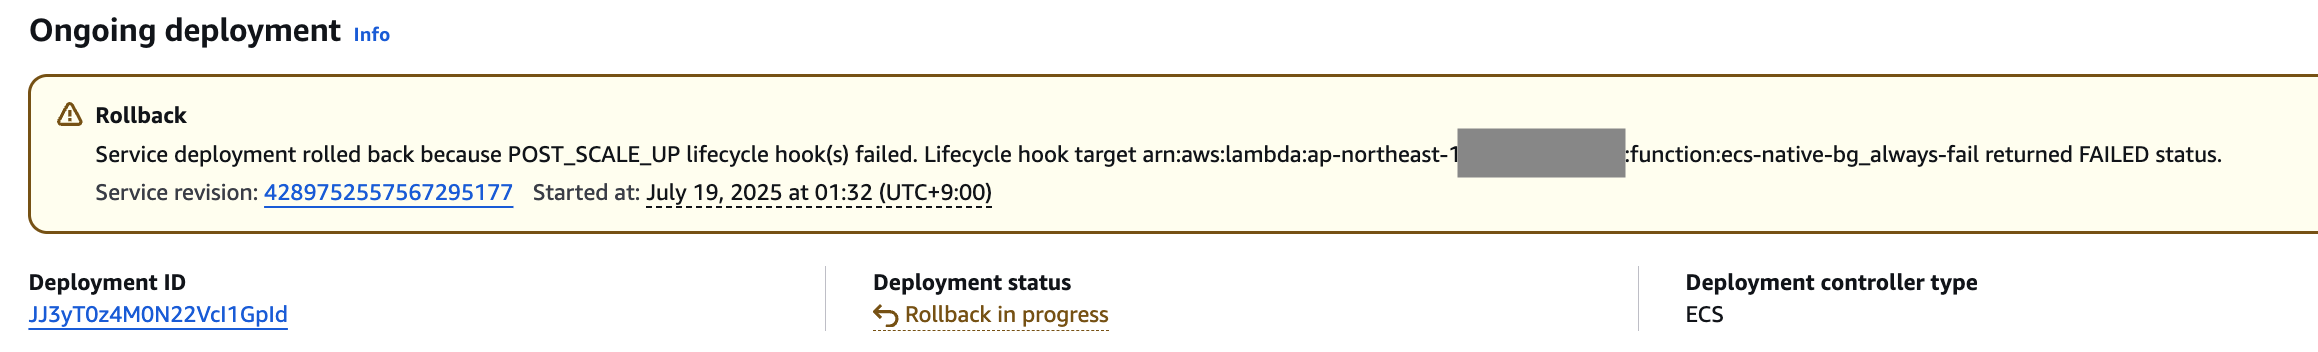 Ongoing deployment Info
Rollback
Service deployment rolled back because POST_SCALE_UP lifecycle hook(s) failed. Lifecycle hook target arn:aws:lambda:ap-northeast-1 :function:ecs-native-bg_always-fail returned FAILED status.
Service revision: 4289752557567295177 Started at: July 19, 2025 at 01:32 (UTC+9:00)
Deployment ID Deployment status Deployment controller type
JJ3yT0z4M0N22VcI1GpId Rollback in progress ECS